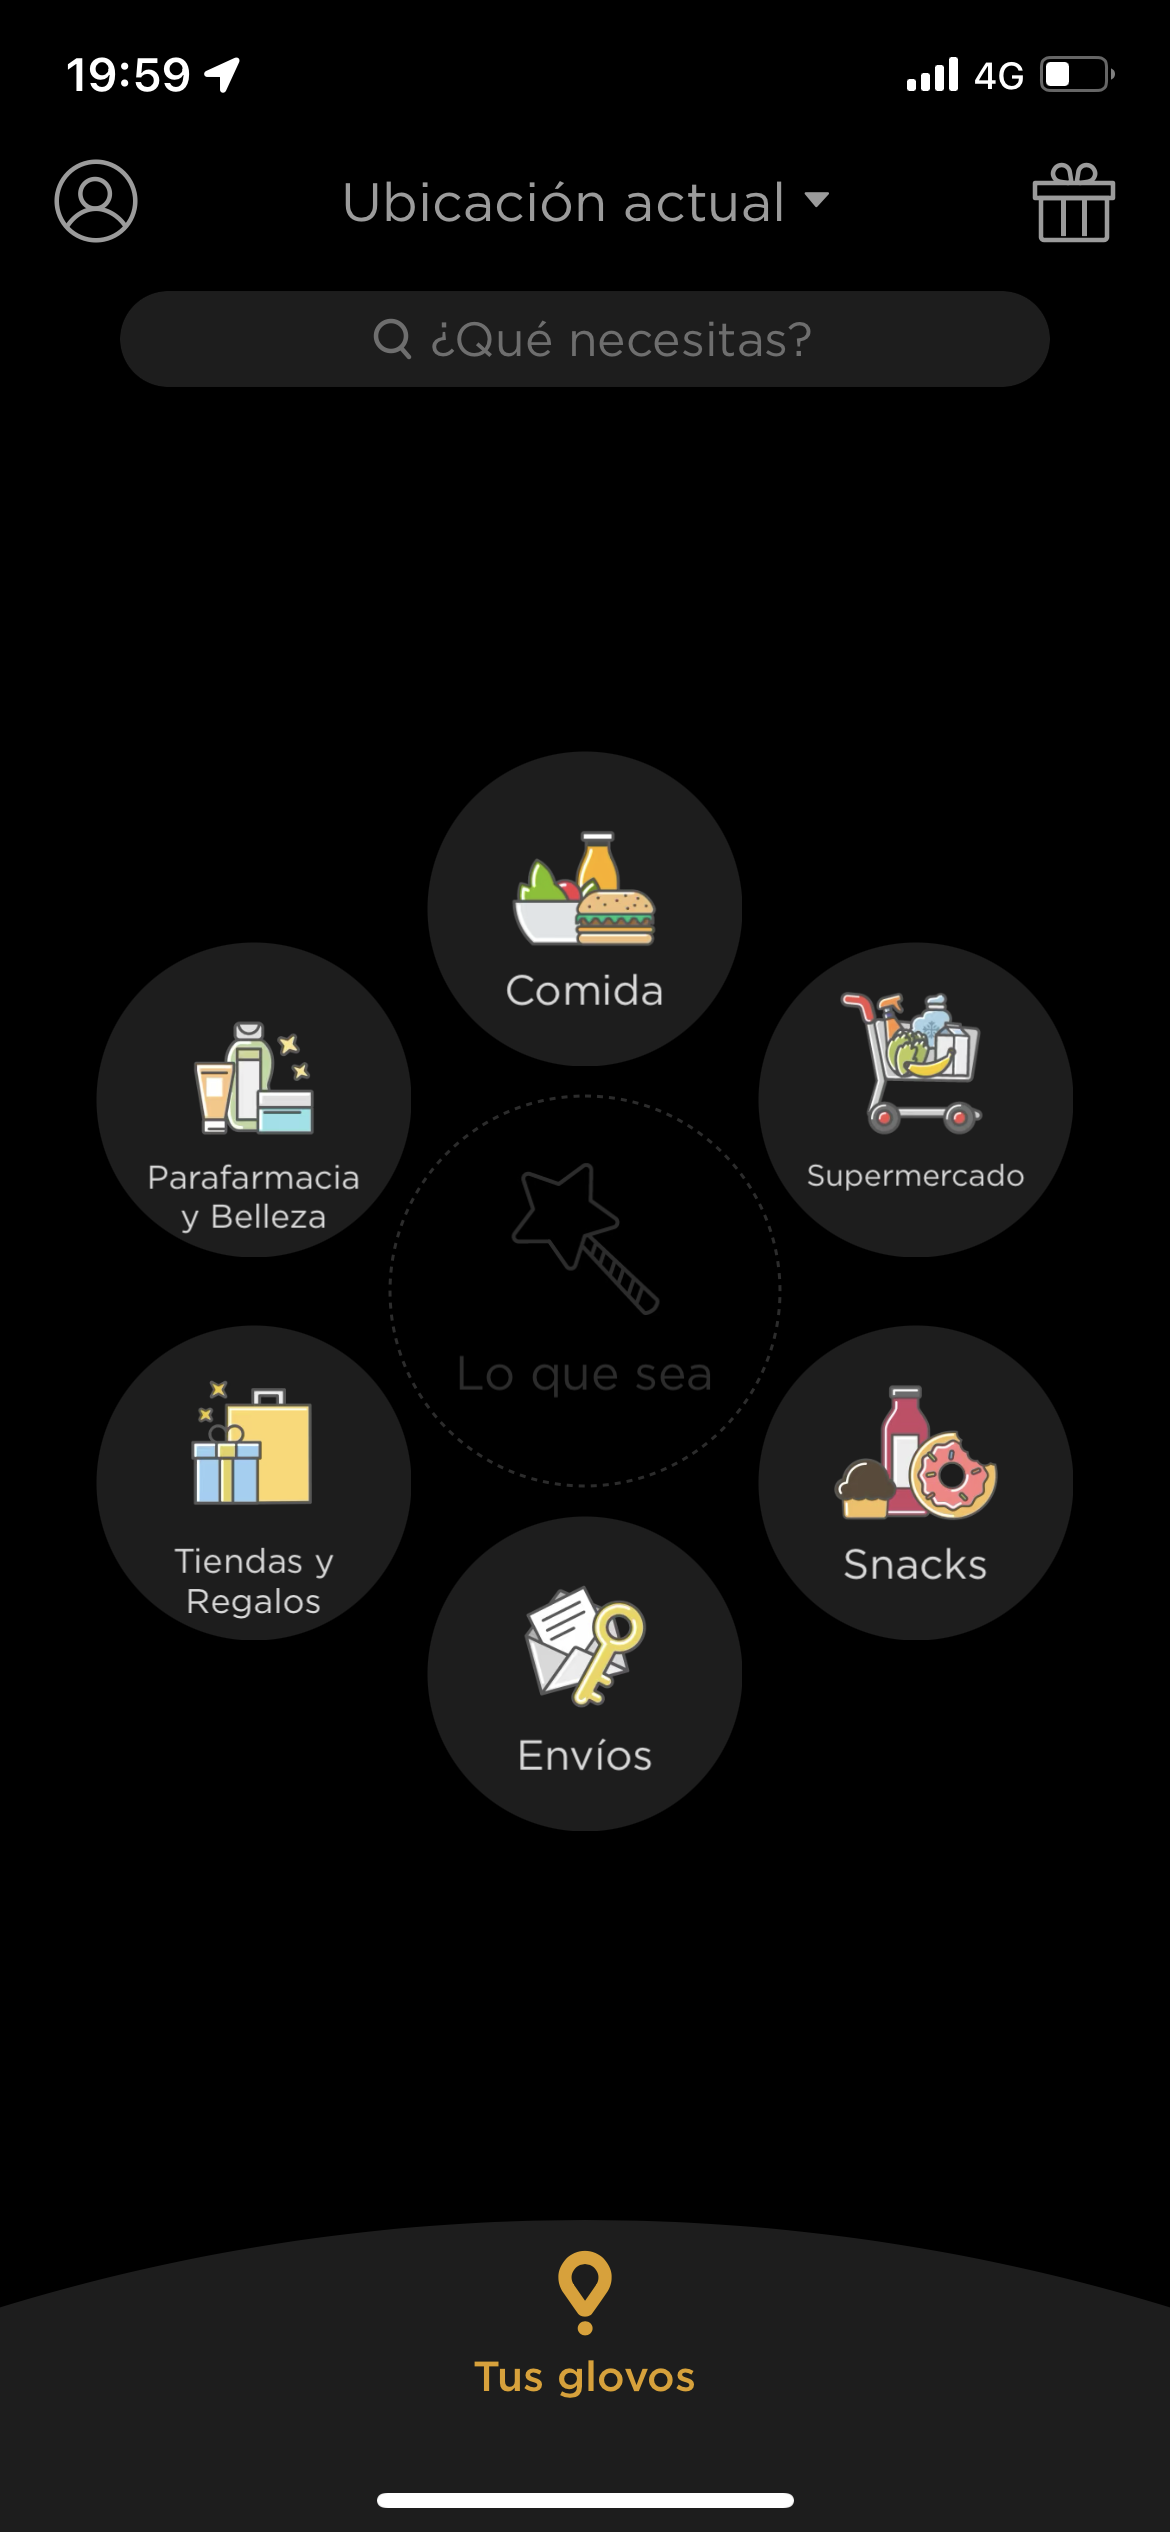 19:59
4G
Ubicación actual
¿Qué necesitas?
Comida
Parafarmacia
y Belleza
Supermercado
Lo que sea
Tiendas y
Regalos
Snacks
Envíos
Tus glovos